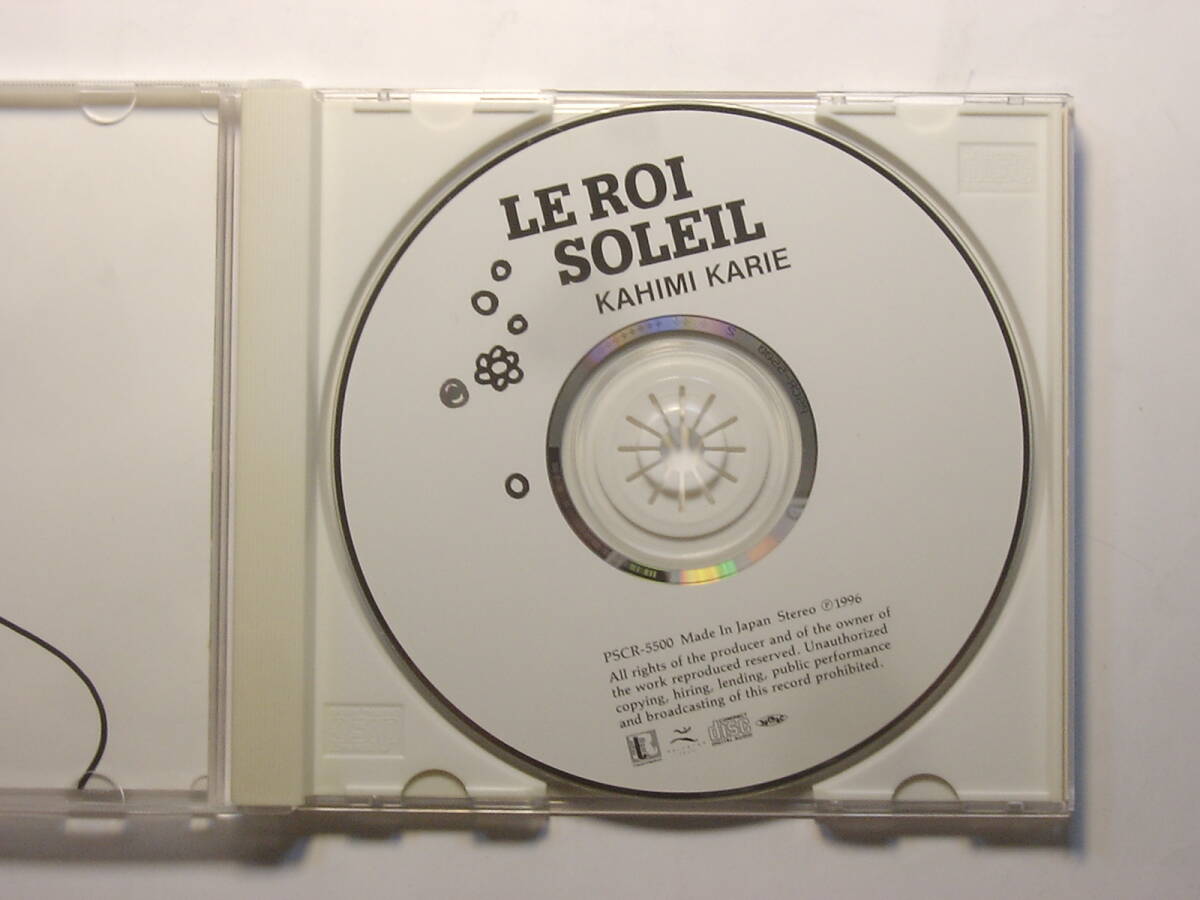 LE ROI
SOLEIL
KAHIMI KARIE
PSCR-5500 Made In Japan Stereo ℗1996
All rights of the producer and of the owner of
the work reproduced reserved. Unauthorized
copying, hiring, lending, public performance
and broadcasting of this record prohibited.
disc